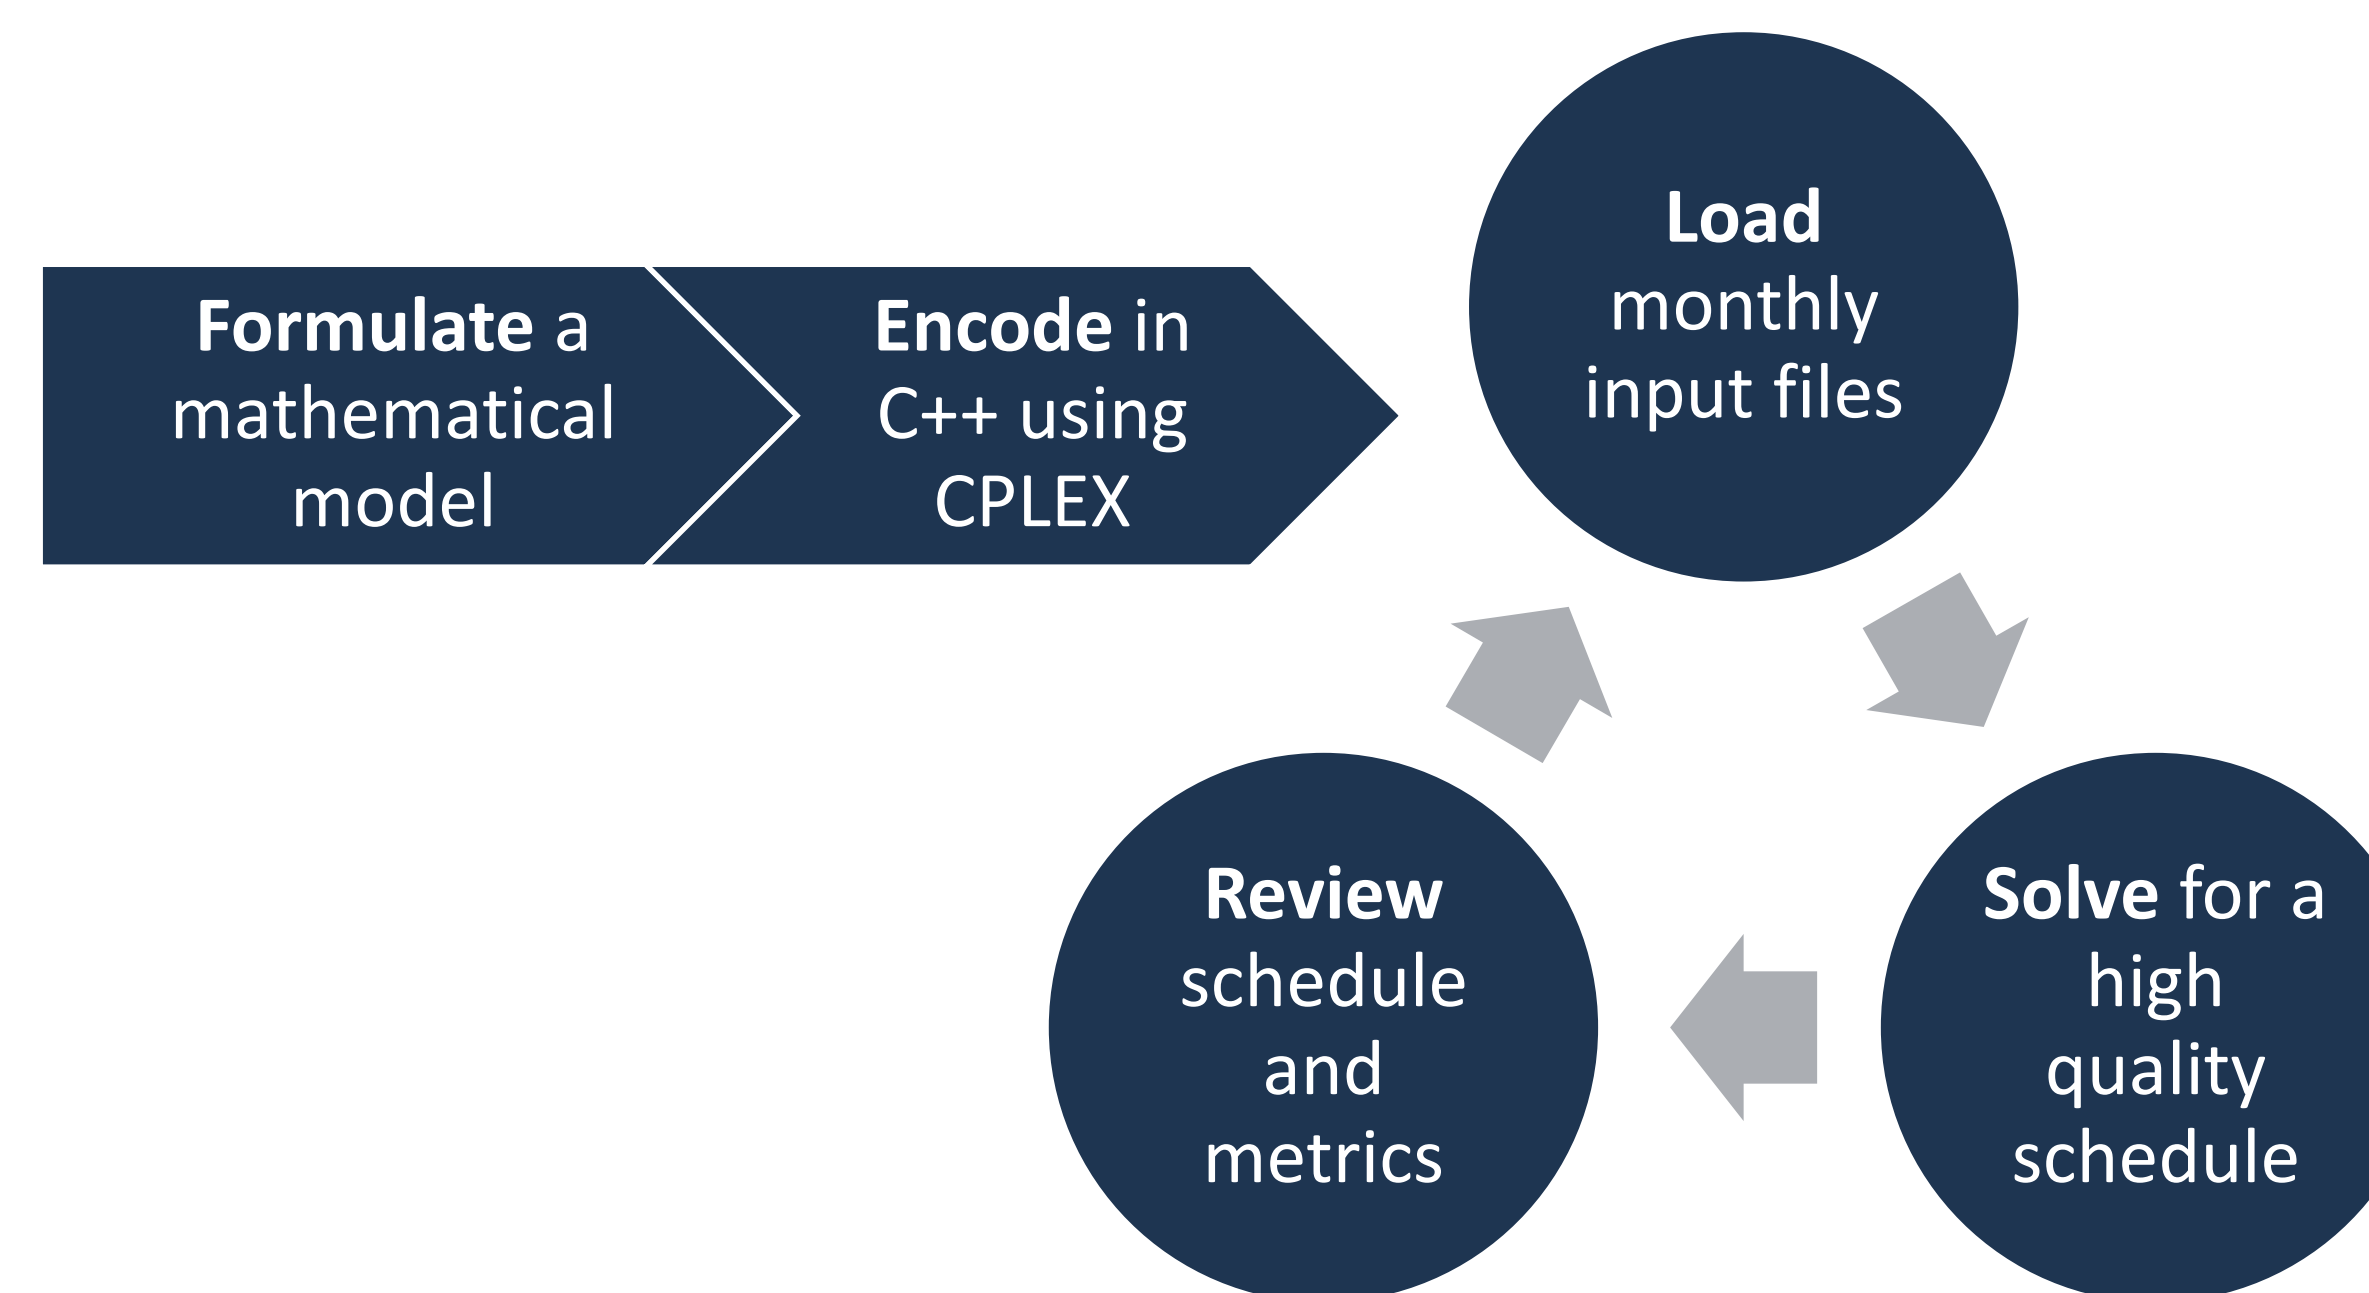 Formulate a
mathematical
model
Encode in
C++ using
CPLEX
Load
monthly
input files
Solve for a
high
quality
schedule
Review
schedule
and
metrics